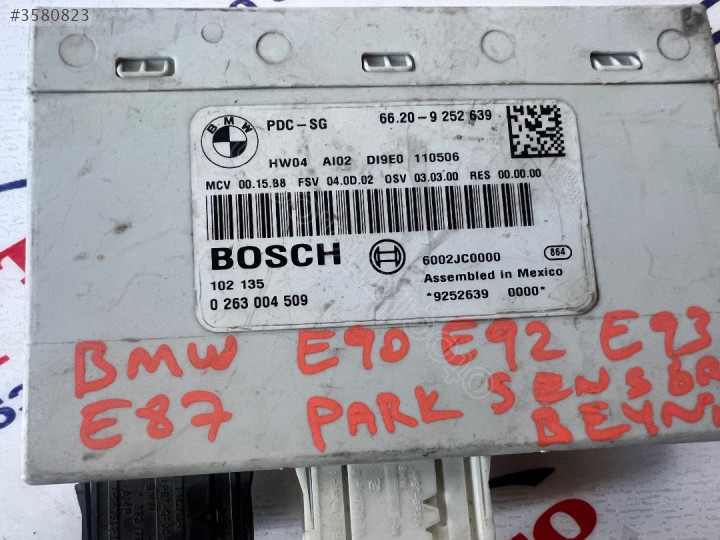 #3580823
BMW
PDC-SG 66.20-9 252 639
HW04 AI02 DI9E0 110506
MCV 00.15.B8 FSV 04.0D.02 OSV 03.03.00 RES 00.00.00
BOSCH 6002JC0000 864
102 135 Assembled in Mexico
0 263 004 509 *9252639 0000*
BMW E90 E92 E93
E87 PARK SENSÖR
BEYNİ